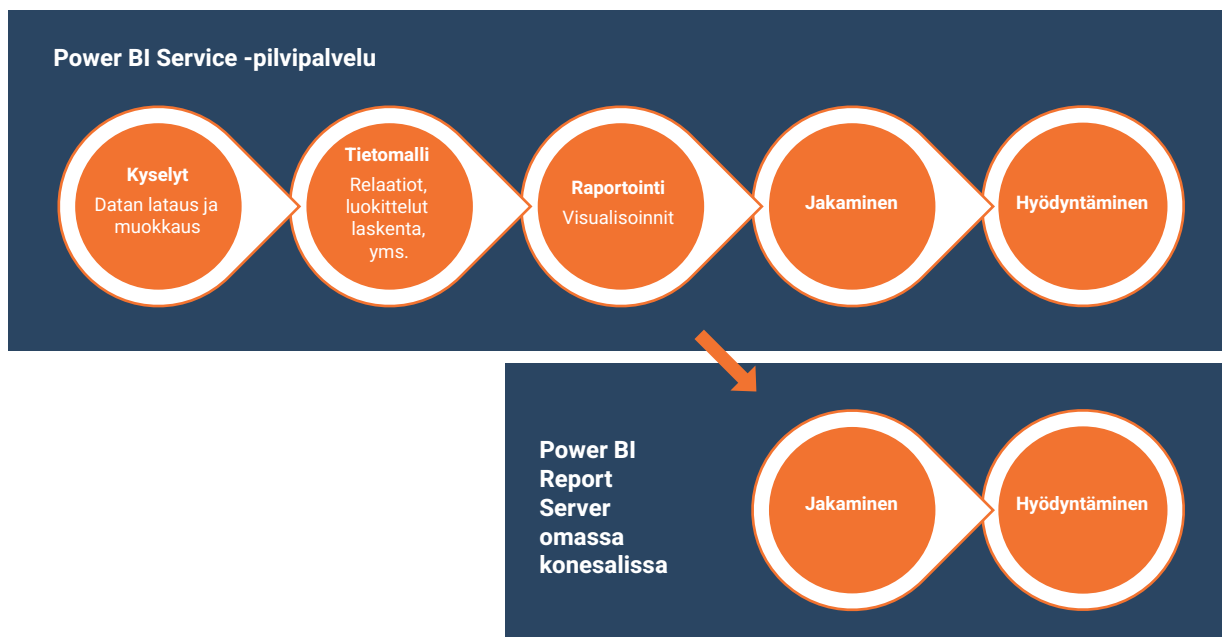 Power BI Service -pilvipalvelu
Kyselyt
Datan lataus ja
muokkaus
Tietomalli
Relaatiot,
luokittelut
laskenta,
yms.
Raportointi
Visualisoinnit
Jakaminen
Hyödyntäminen
Power BI
Report
Server
omassa
konesalissa
Jakaminen
Hyödyntäminen